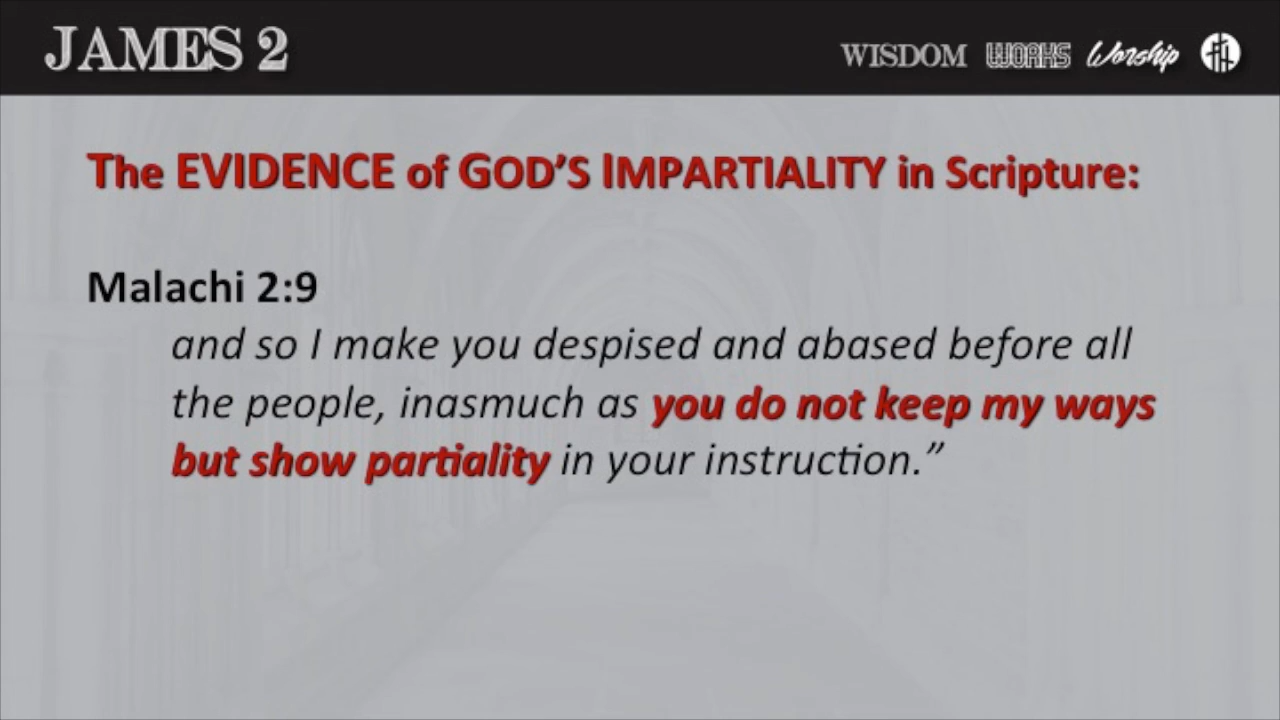 JAMES 2
WISDOM WORKS Worship
The EVIDENCE of GOD’S IMPARTIALITY in Scripture:
Malachi 2:9
and so I make you despised and abased before all
the people, inasmuch as you do not keep my ways
but show partiality in your instruction.”